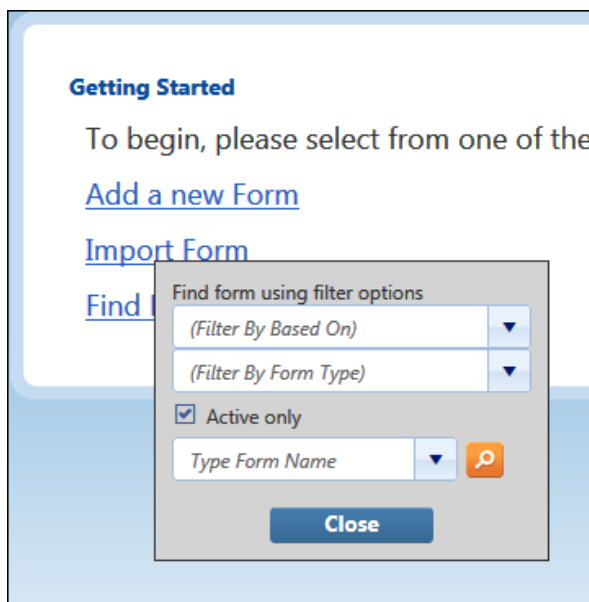 Getting Started
To begin, please select from one of the
Add a new Form
Import Form
Find
Find form using filter options
(Filter By Based On)
(Filter By Form Type)
Active only
Type Form Name
Close